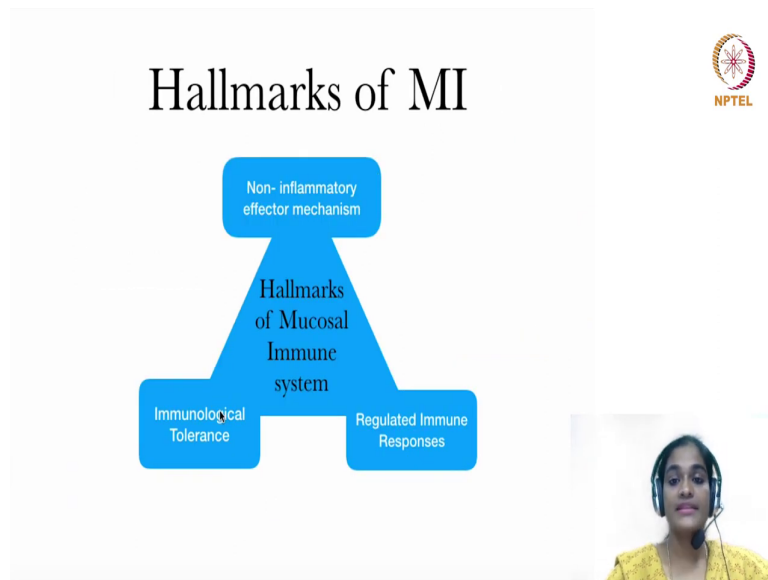 Hallmarks of MI
NPTEL
Non- inflammatory
effector mechanism
Hallmarks
of Mucosal
Immune
system
Immunological
Tolerance
Regulated Immune
Responses